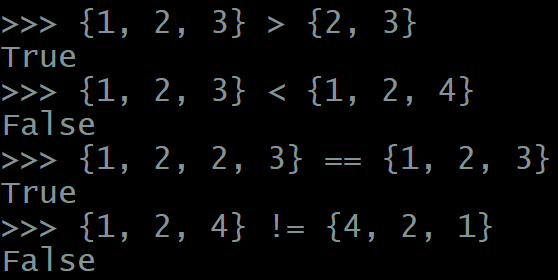 >>> {1, 2, 3} > {2, 3}
True
>>> {1, 2, 3} < {1, 2, 4}
False
>>> {1, 2, 2, 3} == {1, 2, 3}
True
>>> {1, 2, 4} != {4, 2, 1}
False